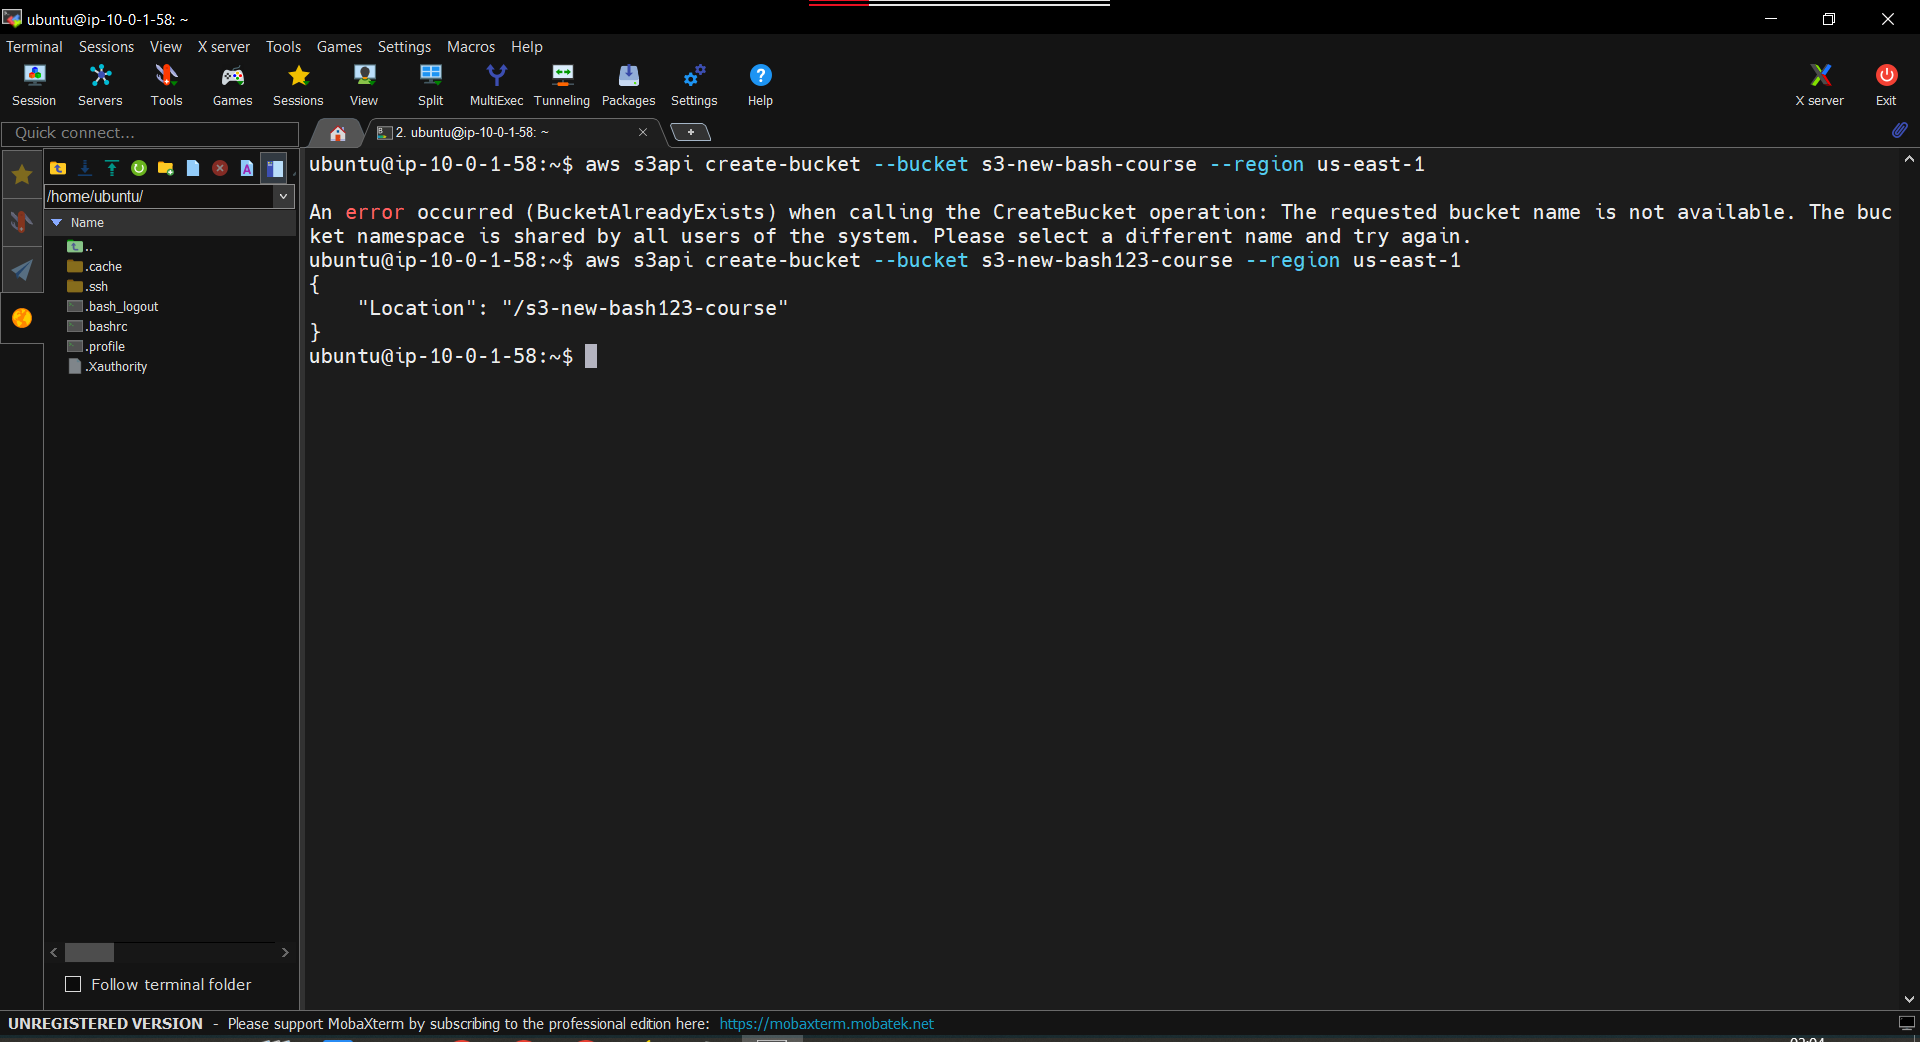 ubuntu@ip-10-0-1-58: ~
Terminal Sessions View X server Tools Games Settings Macros Help
Session Servers Tools Games Sessions View Split MultiExec Tunneling Packages Settings Help X server Exit
Quick connect...
2. ubuntu@ip-10-0-1-58: ~
/home/ubuntu/
Name
..
.cache
.ssh
.bash_logout
.bashrc
.profile
.Xauthority
Follow terminal folder
ubuntu@ip-10-0-1-58:~$ aws s3api create-bucket --bucket s3-new-bash-course --region us-east-1
An error occurred (BucketAlreadyExists) when calling the CreateBucket operation: The requested bucket name is not available. The buc
ket namespace is shared by all users of the system. Please select a different name and try again.
ubuntu@ip-10-0-1-58:~$ aws s3api create-bucket --bucket s3-new-bash123-course --region us-east-1
{
    "Location": "/s3-new-bash123-course"
}
ubuntu@ip-10-0-1-58:~$
UNREGISTERED VERSION - Please support MobaXterm by subscribing to the professional edition here: https://mobaxterm.mobatek.net